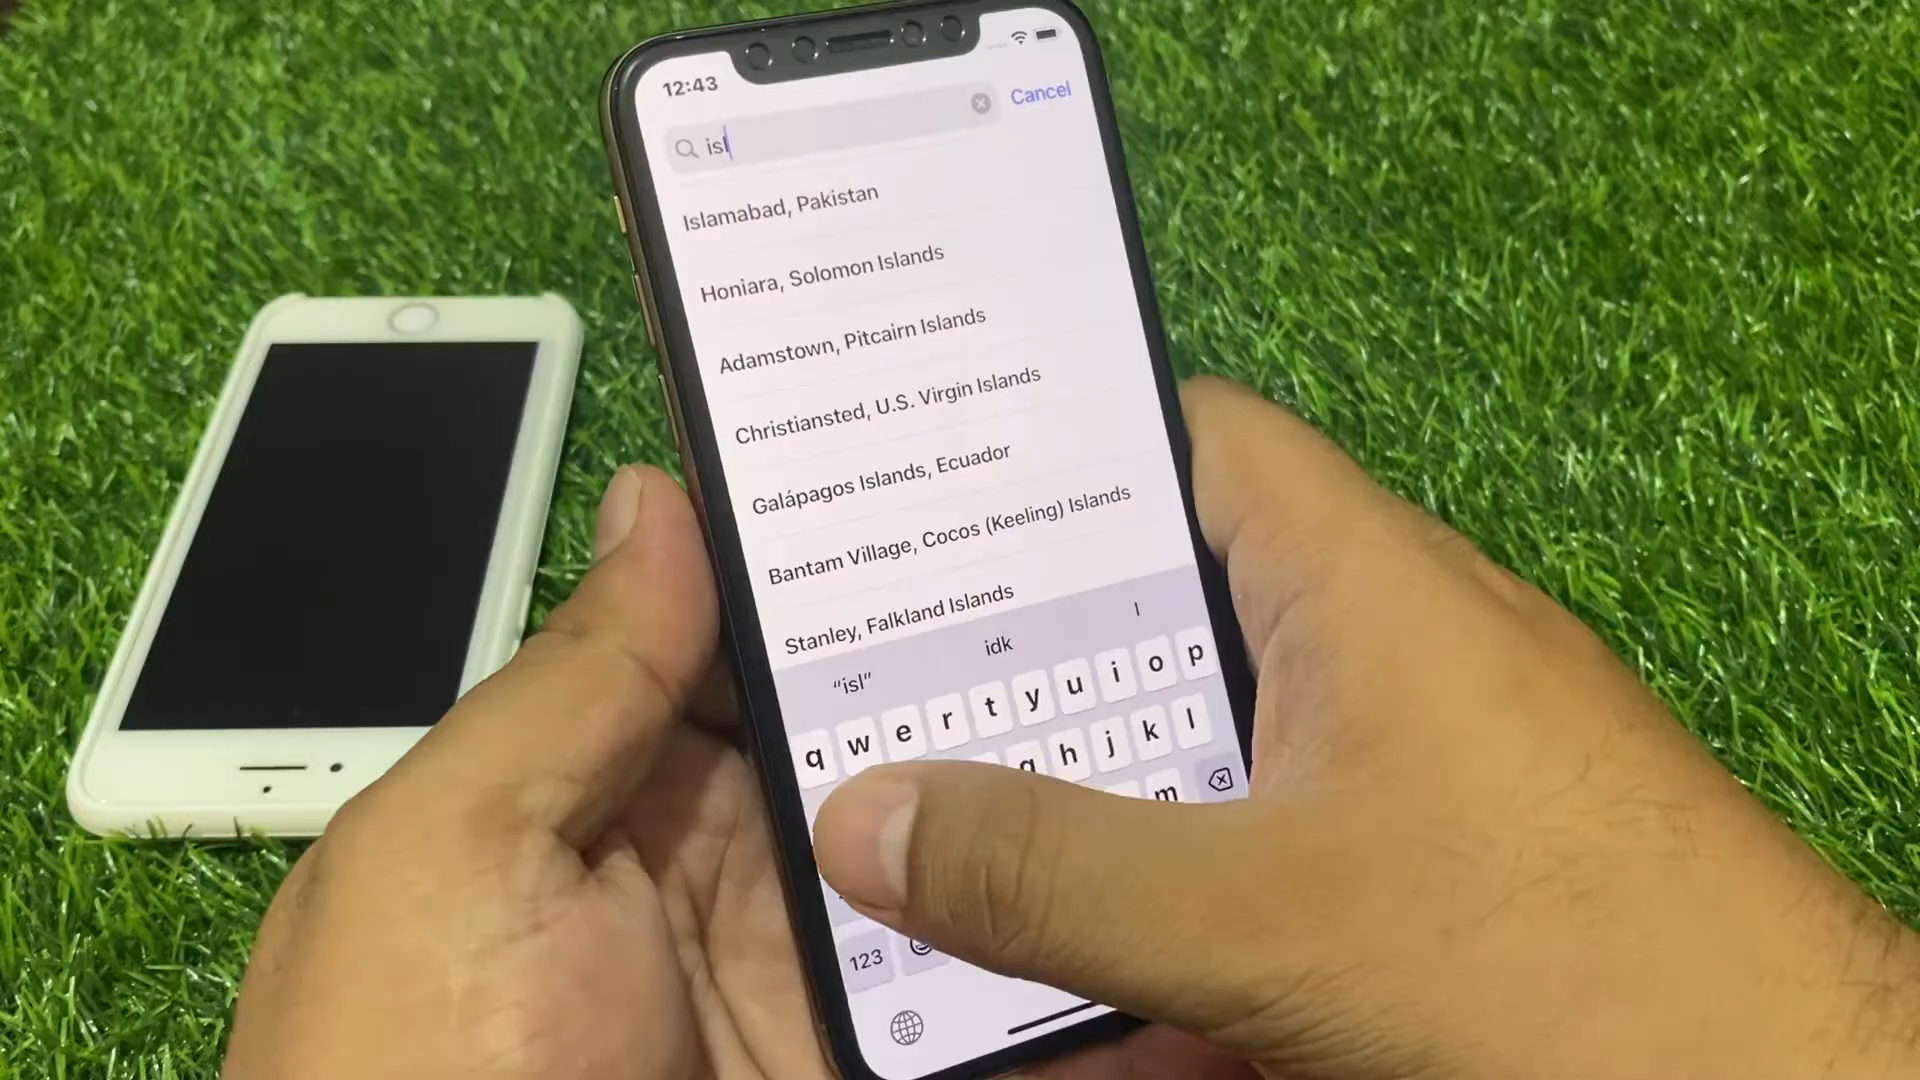 12:43
isl
Cancel
Islamabad, Pakistan
Honiara, Solomon Islands
Adamstown, Pitcairn Islands
Christiansted, U.S. Virgin Islands
Galápagos Islands, Ecuador
Bantam Village, Cocos (Keeling) Islands
Stanley, Falkland Islands
"isl" idk I
q w e r t y u i o p
g h j k l
m
123